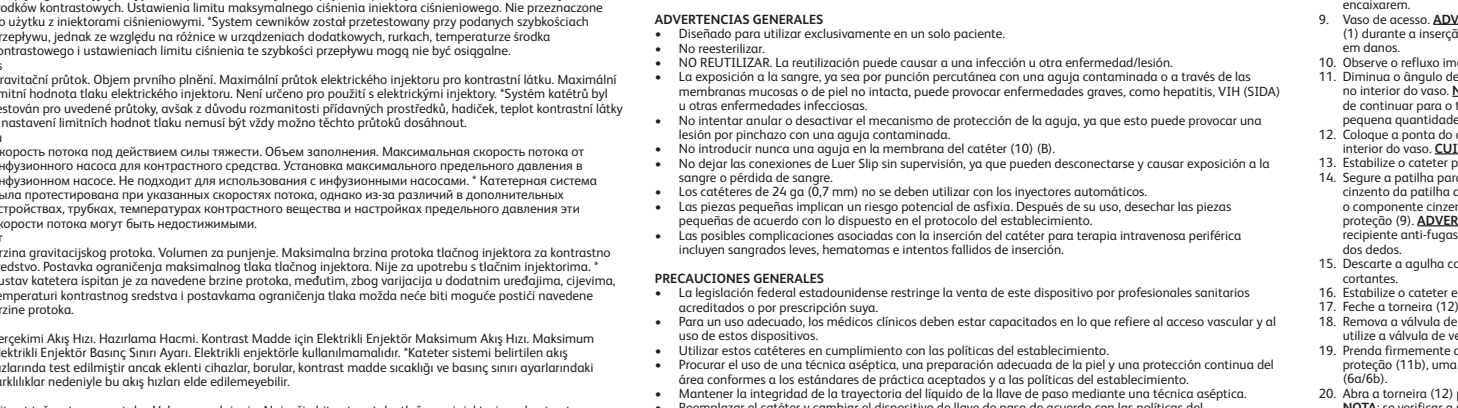 środków kontrastowych. Ustawienia limitu maksymalnego ciśnienia iniektora ciśnieniowego. Nie przeznaczone
do użytku z iniektorami ciśnieniowymi. *System cewników został przetestowany przy podanych szybkościach
przepływu, jednak ze względu na różnice w urządzeniach dodatkowych, rurkach, temperaturze środka
kontrastowego i ustawieniach limitu ciśnienia te szybkości przepływu mogą nie być osiągalne.
Gravitační průtok. Objem prvního plnění. Maximální průtok elektrického injektoru pro kontrastní látku. Maximální
limitní hodnota tlaku elektrického injektoru. Není určeno pro použití s elektrickými injektory. *Systém katétrů byl
testován pro uvedené průtoky, avšak z důvodu rozmanitosti přídavných prostředků, hadiček, teplot kontrastní látky
nastavení limitních hodnot tlaku nemusí být vždy možno těchto průtoků dosáhnout.
Скорость потока под действием силы тяжести. Объем заполнения. Максимальная скорость потока от
инфузионного насоса для контрастного средства. Установка максимального предельного давления в
инфузионном насосе. Не подходит для использования с инфузионными насосами. * Катетерная система
была протестирована при указанных скоростях потока, однако из-за различий в дополнительных
устройствах, трубках, температурах контрастного вещества и настройках предельного давления эти
скорости потока могут быть недостижимыми.
Brzina gravitacijskog protoka. Volumen za punjenje. Maksimalna brzina protoka tlačnog injektora za kontrastno
sredstvo. Postavka ograničenja maksimalnog tlaka tlačnog injektora. Nije za upotrebu s tlačnim injektorima. *
Sustav katetera ispitan je za navedene brzine protoka, međutim, zbog varijacija u dodatnim uređajima, cijevima,
temperaturi kontrastnog sredstva i postavkama ograničenja tlaka možda neće biti moguće postići navedene
brzine protoka.
Yerçekimi Akış Hızı. Hazırlama Hacmi. Kontrast Madde için Elektrikli Enjektör Maksimum Akış Hızı. Maksimum
Elektrikli Enjektör Basınç Sınırı Ayarı. Elektrikli enjektörle kullanılmamalıdır. *Kateter sistemi belirtilen akış
hızlarında test edilmiştir ancak eklenti cihazlar, borular, kontrast madde sıcaklığı ve basınç sınırı ayarlarındaki
farklılıklar nedeniyle bu akış hızları elde edilemeyebilir.
ADVERTENCIAS GENERALES
• Diseñado para utilizar exclusivamente en un solo paciente.
• No reesterilizar.
• NO REUTILIZAR. La reutilización puede causar a una infección u otra enfermedad/lesión.
• La exposición a la sangre, ya sea por punción percutánea con una aguja contaminada o a través de las
membranas mucosas o de piel no intacta, puede provocar enfermedades graves, como hepatitis, VIH (SIDA)
u otras enfermedades infecciosas.
• No intentar anular o desactivar el mecanismo de protección de la aguja, ya que esto puede provocar una
lesión por pinchazo con una aguja contaminada.
• No introducir nunca una aguja en la membrana del catéter (10) (B).
• No dejar las conexiones de Luer Slip sin supervisión, ya que pueden desconectarse y causar exposición a la
sangre o pérdida de sangre.
• Los catéteres de 24 ga (0,7 mm) no se deben utilizar con los inyectores automáticos.
• Las piezas pequeñas implican un riesgo potencial de asfixia. Después de su uso, desechar las piezas
pequeñas de acuerdo con lo dispuesto en el protocolo del establecimiento.
• Las posibles complicaciones asociadas con la inserción del catéter para terapia intravenosa periférica
incluyen sangrados leves, hematomas e intentos fallidos de inserción.
PRECAUCIONES GENERALES
• La legislación federal estadounidense restringe la venta de este dispositivo por profesionales sanitarios
acreditados o por prescripción suya.
• Para un uso adecuado, los médicos clínicos deben estar capacitados en lo que refiere al acceso vascular y al
uso de estos dispositivos.
• Utilizar estos catéteres en cumplimiento con las políticas del establecimiento.
• Procurar el uso de una técnica aséptica, una preparación adecuada de la piel y una protección continua del
área conformes a los estándares de práctica aceptados y a las políticas del establecimiento.
• Mantener la integridad de la trayectoria del líquido de la llave de paso mediante una técnica aséptica.
• Reemplazar el catéter y cambiar el dispositivo de llave de paso de acuerdo con las políticas del
encaixarem.
9. Vaso de acesso. ADV
(1) durante a inserçã
em danos.
10. Observe o refluxo im
11. Diminua o ângulo de
no interior do vaso. N
de continuar para o t
pequena quantidade
12. Coloque a ponta do c
interior do vaso. CUI
13. Estabilize o cateter p
14. Segure a patilha para
cinzento da patilha d
o componente cinzen
proteção (9). ADVER
recipiente anti-fugas
dos dedos.
15. Descarte a agulha co
cortantes.
16. Estabilize o cateter e
17. Feche a torneira (12)
18. Remova a válvula de
utilize a válvula de ve
19. Prenda firmemente o
proteção (11b), uma
(6a/6b).
20. Abra a torneira (12) p